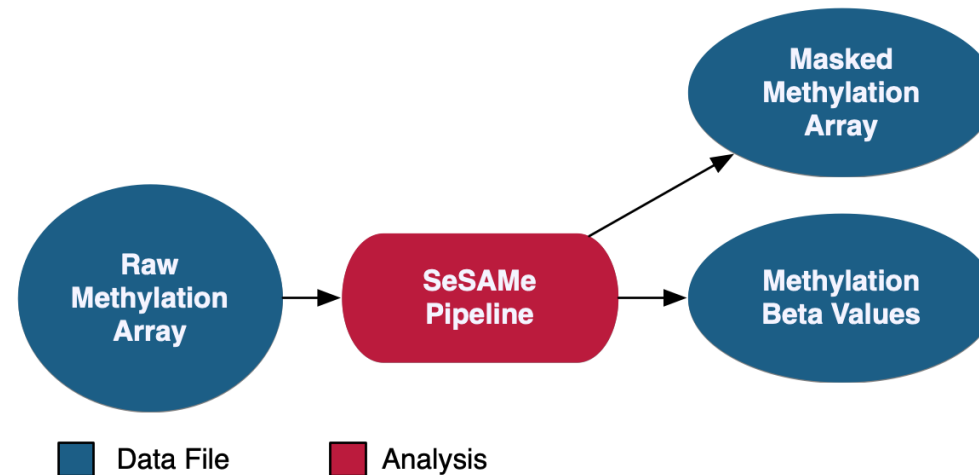 Masked
Methylation
Array
Raw
Methylation
Array
SeSAMe
Pipeline
Methylation
Beta Values
Data File
Analysis